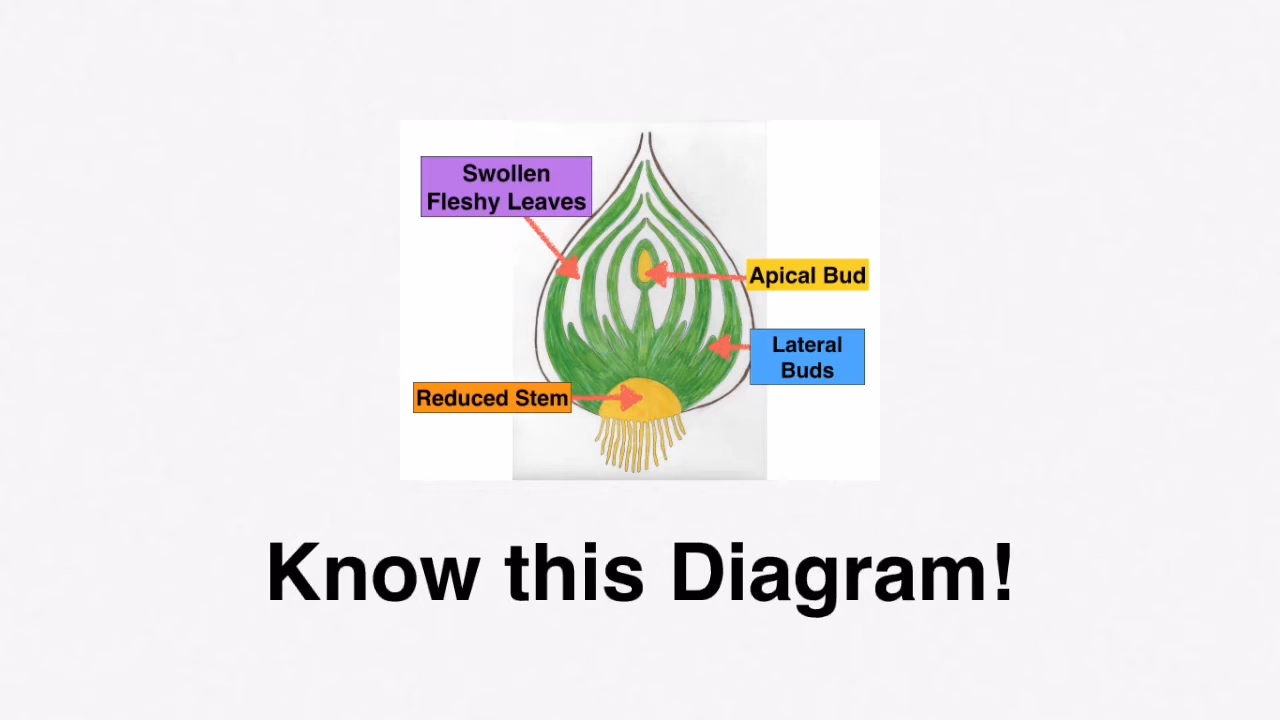 Swollen
Fleshy Leaves
Apical Bud
Lateral
Buds
Reduced Stem
Know this Diagram!